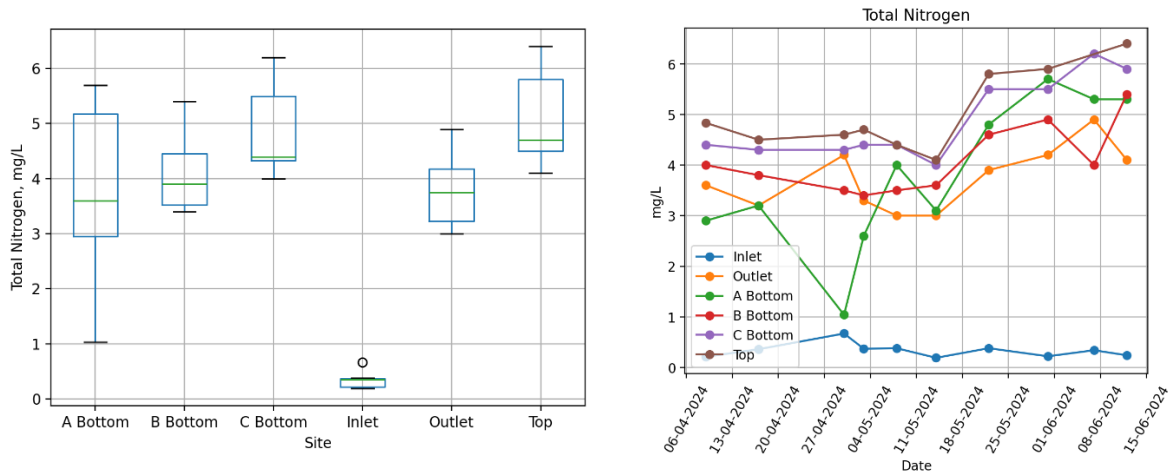 Total Nitrogen, mg/L
6
5
4
3
2
1
0
A Bottom B Bottom C Bottom Inlet Outlet Top
Site
Total Nitrogen
mg/L
6
5
4
3
2
1
0
Inlet
Outlet
A Bottom
B Bottom
C Bottom
Top
06-04-2024
13-04-2024
20-04-2024
27-04-2024
04-05-2024
11-05-2024
18-05-2024
25-05-2024
01-06-2024
08-06-2024
15-06-2024
Date